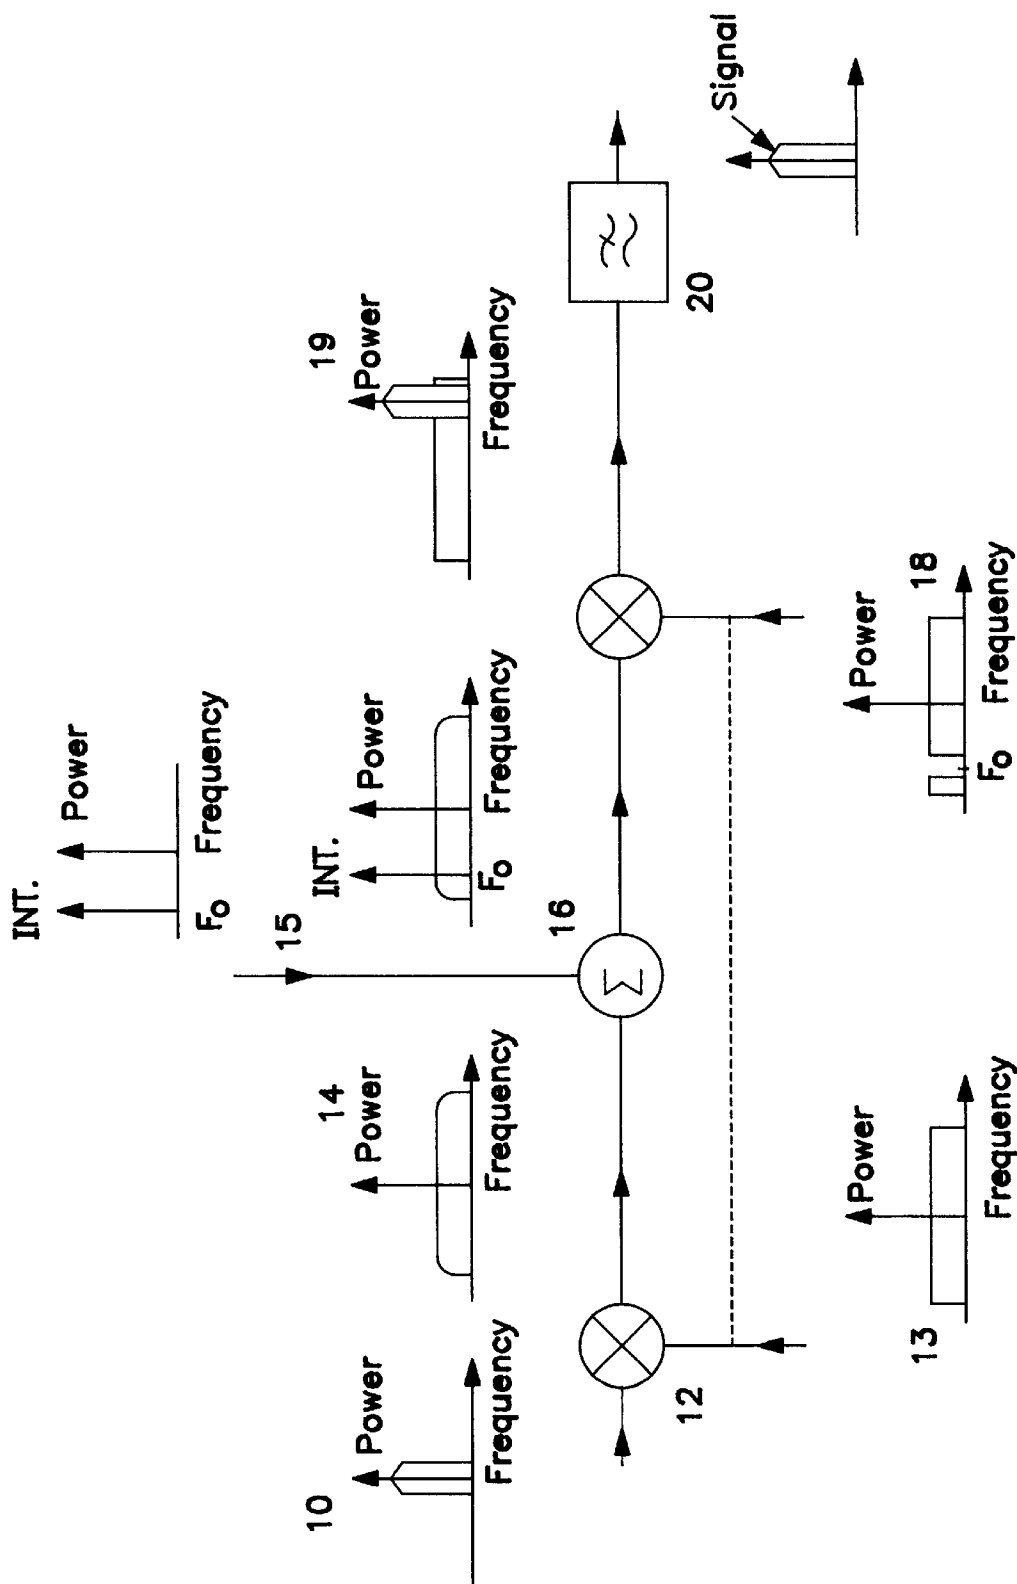 INT.
Power
Fo
Frequency
15
10
Power
Frequency
14
Power
Frequency
INT.
Power
Fo
Frequency
19
Power
Frequency
12
16
Σ
20
Signal
13
Power
Frequency
Power
18
Fo
Frequency